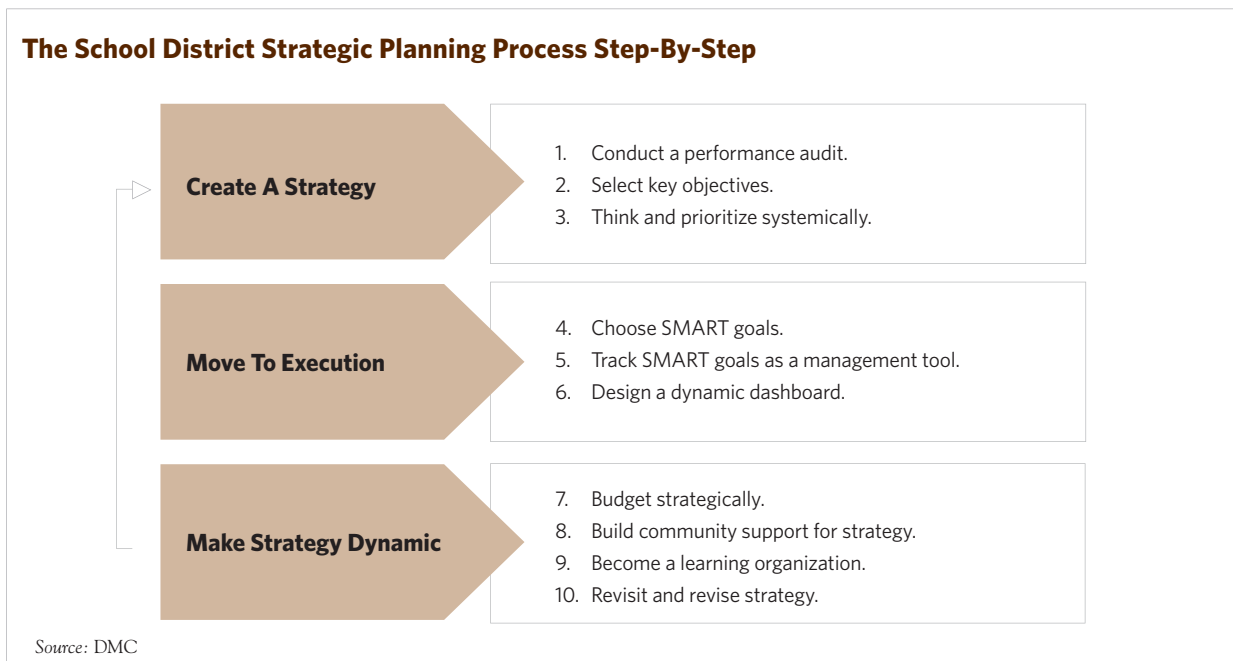 The School District Strategic Planning Process Step-By-Step
Create A Strategy
1. Conduct a performance audit.
2. Select key objectives.
3. Think and prioritize systemically.
Move To Execution
4. Choose SMART goals.
5. Track SMART goals as a management tool.
6. Design a dynamic dashboard.
Make Strategy Dynamic
7. Budget strategically.
8. Build community support for strategy.
9. Become a learning organization.
10. Revisit and revise strategy.
Source: DMC